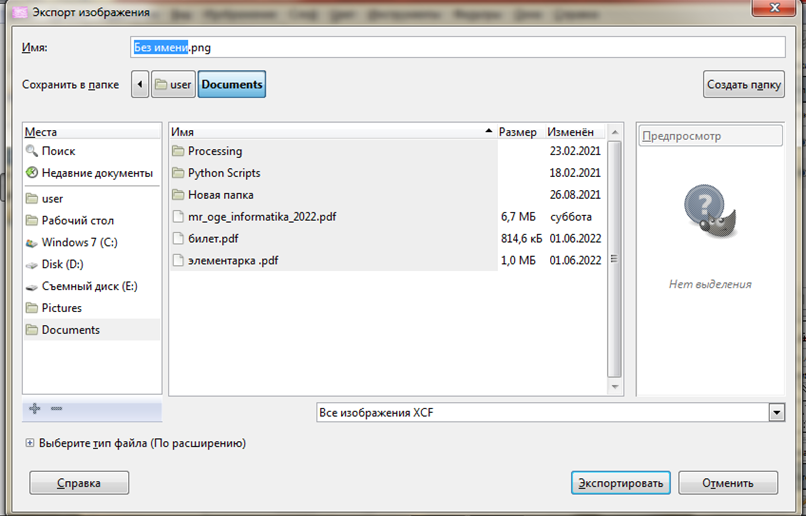 Экспорт изображения
Имя: Без имени.png
Сохранить в папке user Documents Создать папку
Места Имя Размер Изменён Предпросмотр
Поиск Processing 23.02.2021
Недавние документы Python Scripts 18.02.2021
user Новая папка 26.08.2021
Рабочий стол mr_oge_informatika_2022.pdf 6,7 МБ суббота
Windows 7 (C:) билет.pdf 814,6 кБ 01.06.2022
Disk (D:) элементарка .pdf 1,0 МБ 01.06.2022
Съемный диск (E:) Нет выделения
Pictures
Documents
Все изображения XCF
Выберите тип файла (По расширению)
Справка Экспортировать Отменить